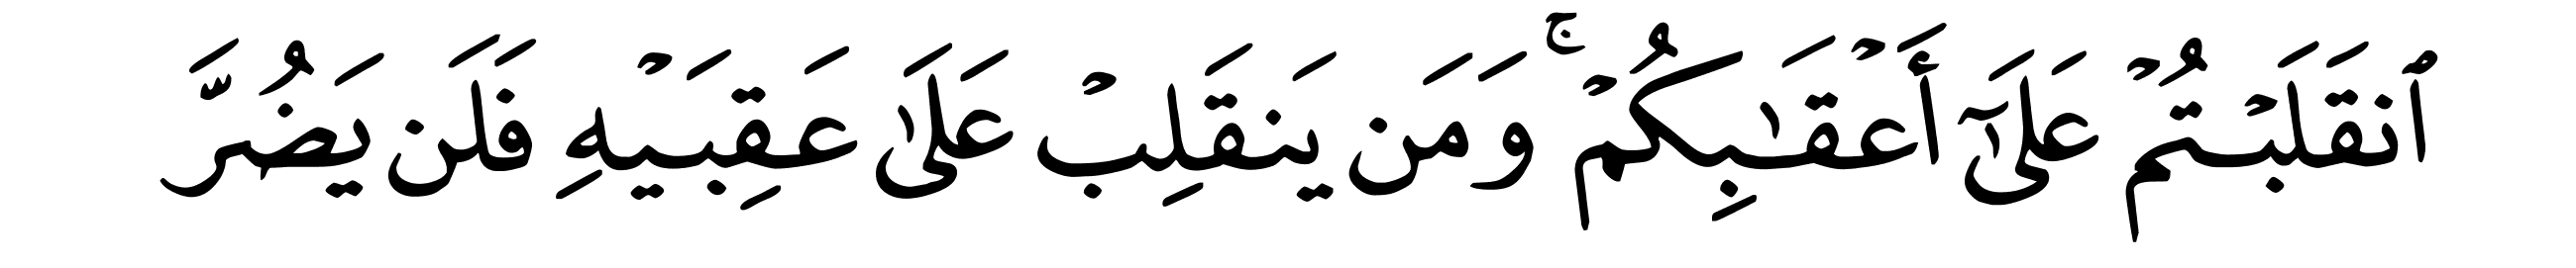 ٱنقَلَبۡتُمۡ عَلَىٰٓ أَعۡقَٰبِكُمۡۚ وَمَن يَنقَلِبۡ عَلَىٰ عَقِبَيۡهِ فَلَن يَضُرَّ